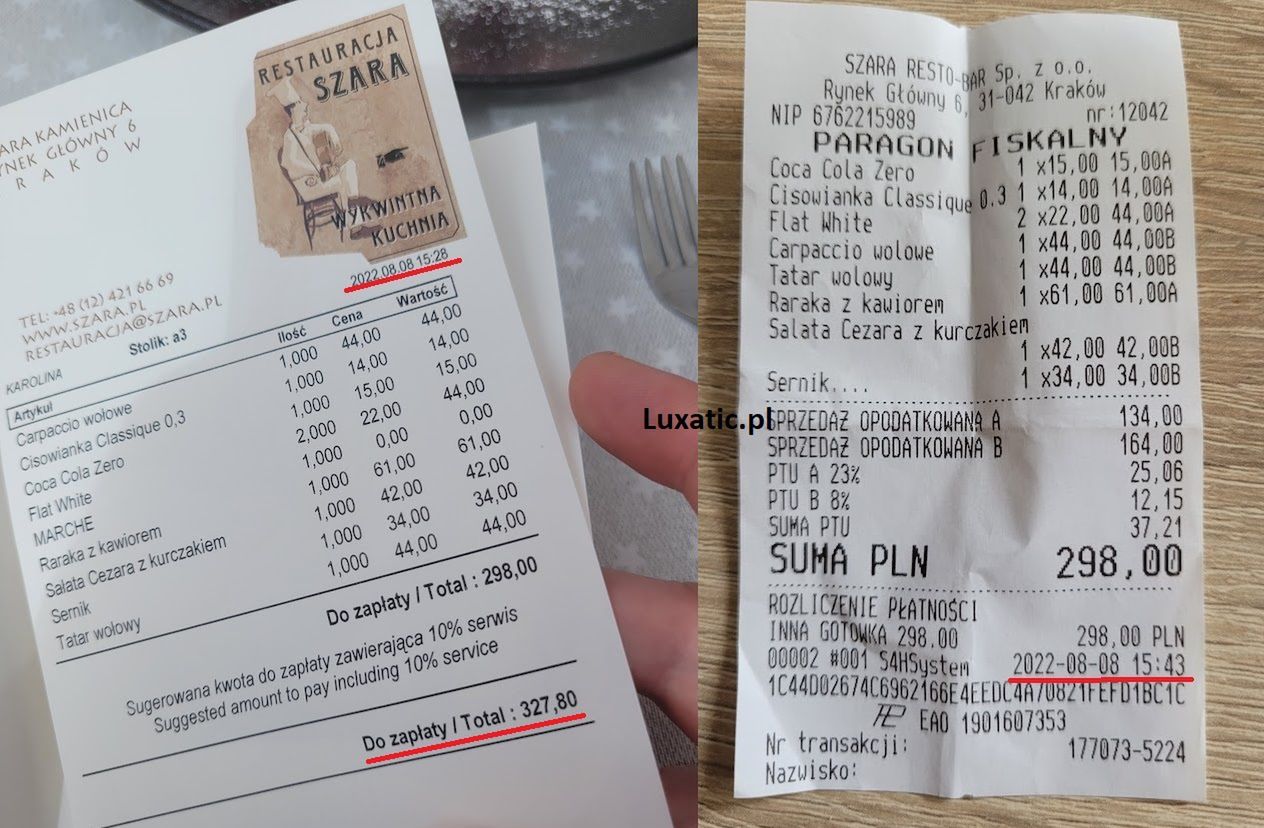 ARA KAMIENICA
YNEK GŁÓWNY 6
R A K Ó W
RESTAURACJA
SZARA
WYKWINTNA
KUCHNIA
2022.08.08 15:28
TEL: +48 (12) 421 66 69
WWW.SZARA.PL
RESTAURACJA@SZARA.PL
Stolik: a3
KAROLINA
Artykuł Ilość Cena Wartość
Carpaccio wołowe 1,000 44,00 44,00
Cisowianka Classique 0,3 1,000 14,00 14,00
Coca Cola Zero 1,000 15,00 15,00
Flat White 2,000 22,00 44,00
MARCHE 1,000 0,00 0,00
Raraka z kawiorem 1,000 61,00 61,00
Sałata Cezara z kurczakiem 1,000 42,00 42,00
Sernik 1,000 34,00 34,00
Tatar wołowy 1,000 44,00 44,00
Do zapłaty / Total : 298,00
Sugerowana kwota do zapłaty zawierająca 10% serwis
Suggested amount to pay including 10% service
Do zapłaty / Total : 327,80
Luxatic.pl
SZARA RESTO-BAR Sp. z o.o.
Rynek Główny 6, 31-042 Kraków
NIP 6762215989 nr:12042
PARAGON FISKALNY
Coca Cola Zero 1 x15,00 15,00A
Cisowianka Classique 0,3 1 x14,00 14,00A
Flat White 2 x22,00 44,00A
Carpaccio wolowe 1 x44,00 44,00B
Tatar wolowy 1 x44,00 44,00B
Raraka z kawiorem 1 x61,00 61,00A
Salata Cezara z kurczakiem
1 x42,00 42,00B
Sernik.... 1 x34,00 34,00B
SPRZEDAŻ OPODATKOWANA A 134,00
SPRZEDAŻ OPODATKOWANA B 164,00
PTU A 23% 25,06
PTU B 8% 12,15
SUMA PTU 37,21
SUMA PLN 298,00
ROZLICZENIE PŁATNOŚCI
INNA GOTOWKA 298.00 298,00 PLN
00002 #001 S4HSystem 2022-08-08 15:43
1C44D02674C6962166E4EEDC4A70821FEFD1BC1C
EAO 1901607353
Nr transakcji: 177073-5224
Nazwisko: